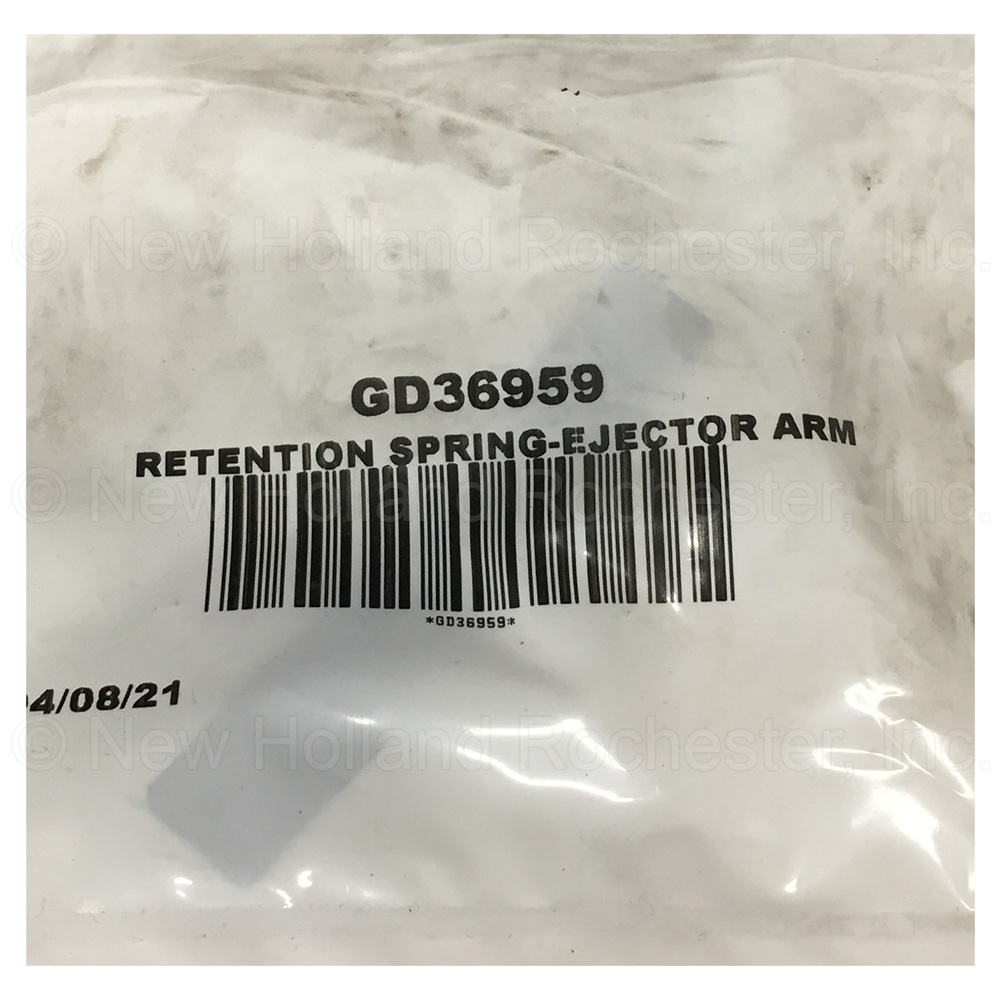 © New Holland Rochester, Inc.
GD36959
RETENTION SPRING-EJECTOR ARM
© New Holland Rochester, Inc.
*GD36959*
04/08/21
© New Holland Rochester, Inc.